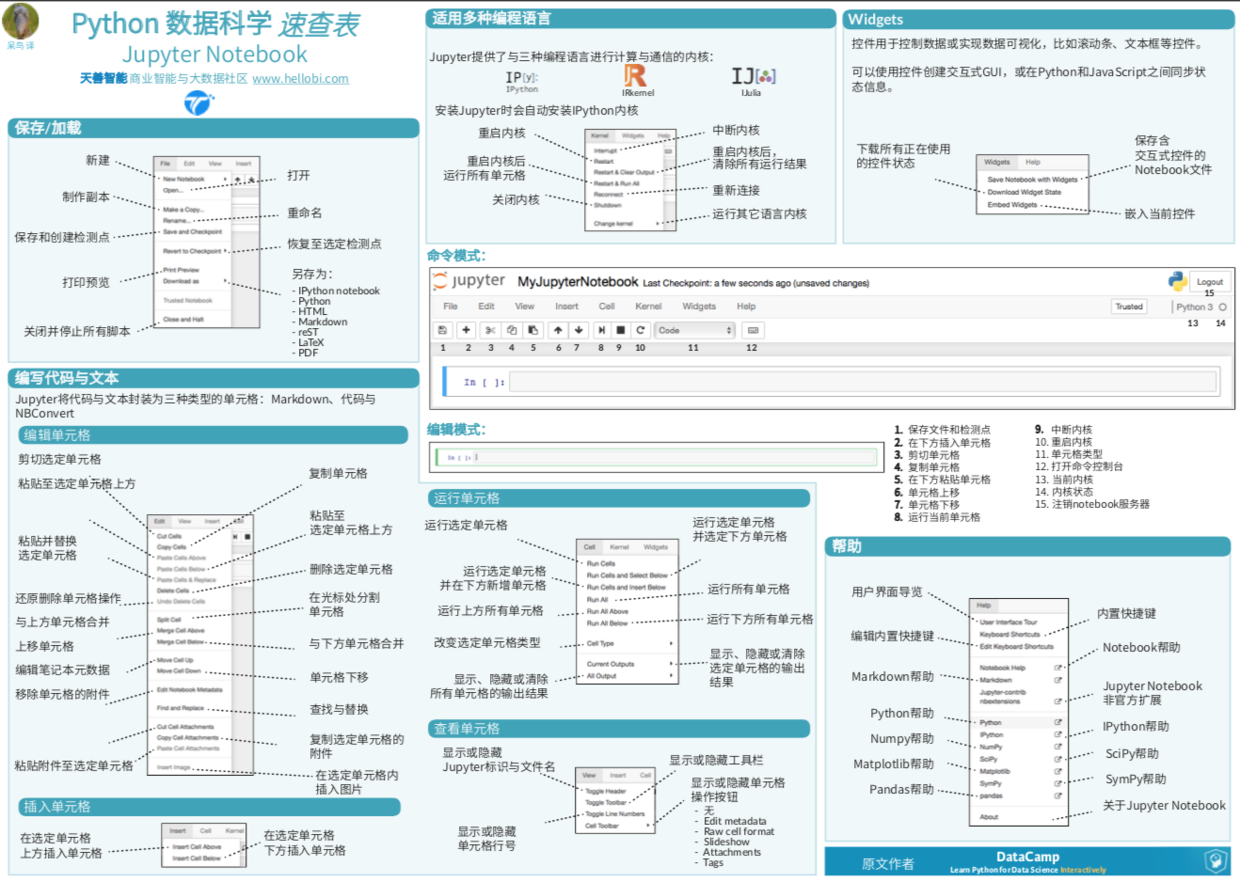 呆鸟 译
Python 数据科学 速查表
Jupyter Notebook
天善智能 商业智能与大数据社区 www.hellobi.com
保存/加载
新建
制作副本
保存和创建检测点
打印预览
关闭并停止所有脚本
File Edit View Insert
New Notebook
Open...
Make a Copy...
Rename...
Save and Checkpoint
Revert to Checkpoint
Print Preview
Download as
Trusted Notebook
Close and Halt
打开
重命名
恢复至选定检测点
另存为：
- IPython notebook
- Python
- HTML
- Markdown
- reST
- LaTeX
- PDF
编写代码与文本
Jupyter将代码与文本封装为三种类型的单元格：Markdown、代码与
NBConvert
编辑单元格
剪切选定单元格
粘贴至选定单元格上方
粘贴并替换
选定单元格
还原删除单元格操作
与上方单元格合并
上移单元格
编辑笔记本元数据
移除单元格的附件
粘贴附件至选定单元格
Edit View Insert Cell
Cut Cells
Copy Cells
Paste Cells Above
Paste Cells Below
Paste Cells & Replace
Delete Cells
Undo Delete Cells
Split Cell
Merge Cell Above
Merge Cell Below
Move Cell Up
Move Cell Down
Edit Notebook Metadata
Find and Replace
Cut Cell Attachments
Copy Cell Attachments
Paste Cell Attachments
Insert Image
复制单元格
粘贴至
选定单元格上方
删除选定单元格
在光标处分割
单元格
与下方单元格合并
单元格下移
查找与替换
复制选定单元格的
附件
在选定单元格内
插入图片
插入单元格
在选定单元格
上方插入单元格
Insert Cell Kernel
Insert Cell Above
Insert Cell Below
在选定单元格
下方插入单元格
适用多种编程语言
Jupyter提供了与三种编程语言进行计算与通信的内核：
IP[y]:
IPython
R
IRkernel
IJ[]
IJulia
安装Jupyter时会自动安装IPython内核
重启内核
重启内核后
运行所有单元格
关闭内核
Kernel Widgets Help
Interrupt
Restart
Restart & Clear Output
Restart & Run All
Reconnect
Shutdown
Change kernel
中断内核
重启内核后，
清除所有运行结果
重新连接
运行其它语言内核
Widgets
控件用于控制数据或实现数据可视化，比如滚动条、文本框等控件。
可以使用控件创建交互式GUI，或在Python和JavaScript之间同步状
态信息。
下载所有正在使用
的控件状态
Widgets Help
Save Notebook with Widgets
Download Widget State
Embed Widgets
保存含
交互式控件的
Notebook文件
嵌入当前控件
命令模式：
jupyter MyJupyterNotebook Last Checkpoint: a few seconds ago (unsaved changes) Logout
15
File Edit View Insert Cell Kernel Widgets Help Trusted Python 3
13 14
Code
1 2 3 4 5 6 7 8 9 10 11 12
In [ ]:
编辑模式：
In [ ]:
1. 保存文件和检测点
2. 在下方插入单元格
3. 剪切单元格
4. 复制单元格
5. 在下方粘贴单元格
6. 单元格上移
7. 单元格下移
8. 运行当前单元格
9. 中断内核
10. 重启内核
11. 单元格类型
12. 打开命令控制台
13. 当前内核
14. 内核状态
15. 注销notebook服务器
运行单元格
运行选定单元格
运行选定单元格
并在下方新增单元格
运行上方所有单元格
改变选定单元格类型
显示、隐藏或清除
所有单元格的输出结果
Cell Kernel Widgets
Run Cells
Run Cells and Select Below
Run Cells and Insert Below
Run All
Run All Above
Run All Below
Cell Type
Current Outputs
All Output
运行选定单元格
并选定下方单元格
运行所有单元格
运行下方所有单元格
显示、隐藏或清除
选定单元格的输出
结果
查看单元格
显示或隐藏
Jupyter标识与文件名
显示或隐藏
单元格行号
View Insert Cell
Toggle Header
Toggle Toolbar
Toggle Line Numbers
Cell Toolbar
显示或隐藏工具栏
显示或隐藏单元格
操作按钮
- 无
- Edit metadata
- Raw cell format
- Slideshow
- Attachments
- Tags
帮助
用户界面导览
编辑内置快捷键
Markdown帮助
Python帮助
Numpy帮助
Matplotlib帮助
Pandas帮助
Help
User Interface Tour
Keyboard Shortcuts
Edit Keyboard Shortcuts
Notebook Help
Markdown
Jupyter-contrib
nbextensions
Python
IPython
NumPy
SciPy
Matplotlib
SymPy
pandas
About
内置快捷键
Notebook帮助
Jupyter Notebook
非官方扩展
IPython帮助
SciPy帮助
SymPy帮助
关于Jupyter Notebook
原文作者
DataCamp
Learn Python for Data Science Interactively